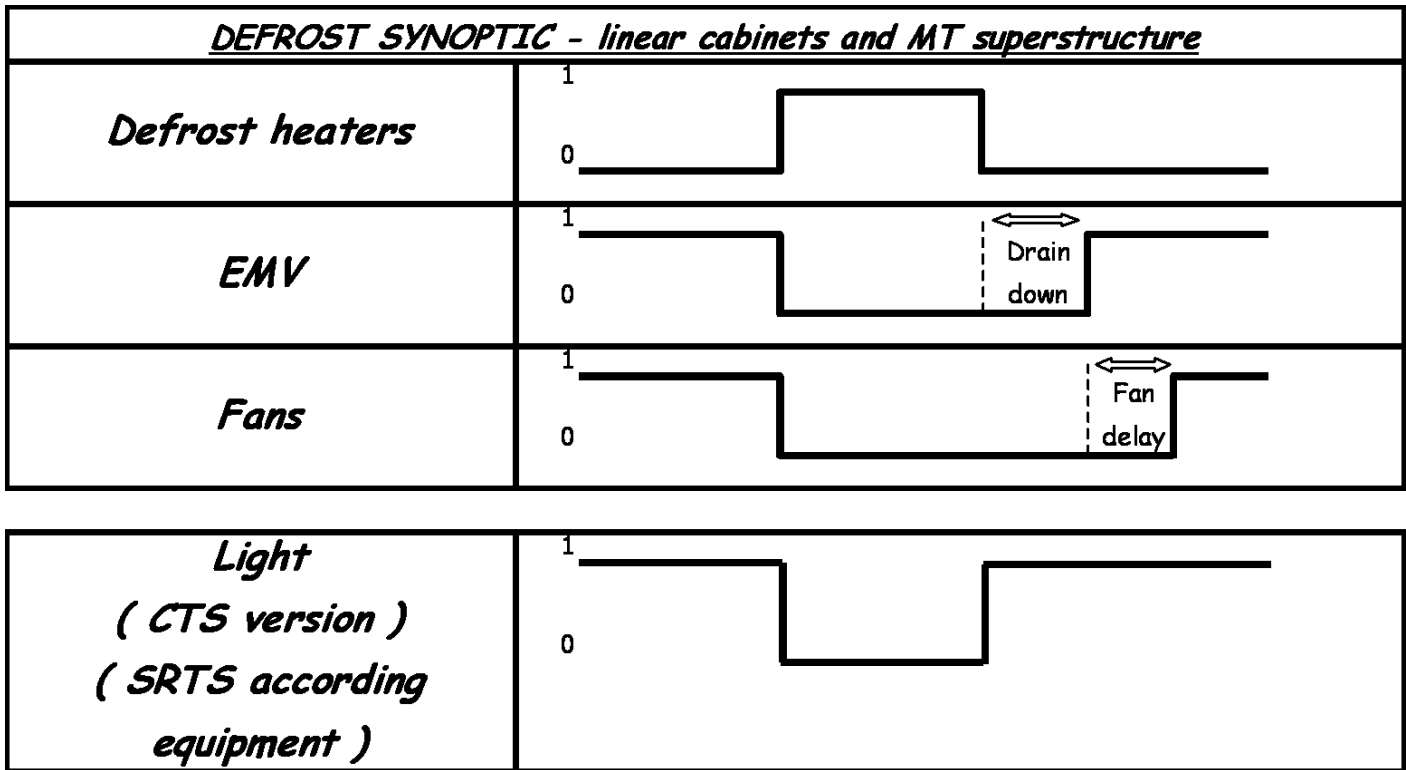 DEFROST SYNOPTIC - linear cabinets and MT superstructure
Defrost heaters
1
0
EMV
1
0
Drain
down
Fans
1
0
Fan
delay
Light
( CTS version )
( SRTS according
equipment )
1
0